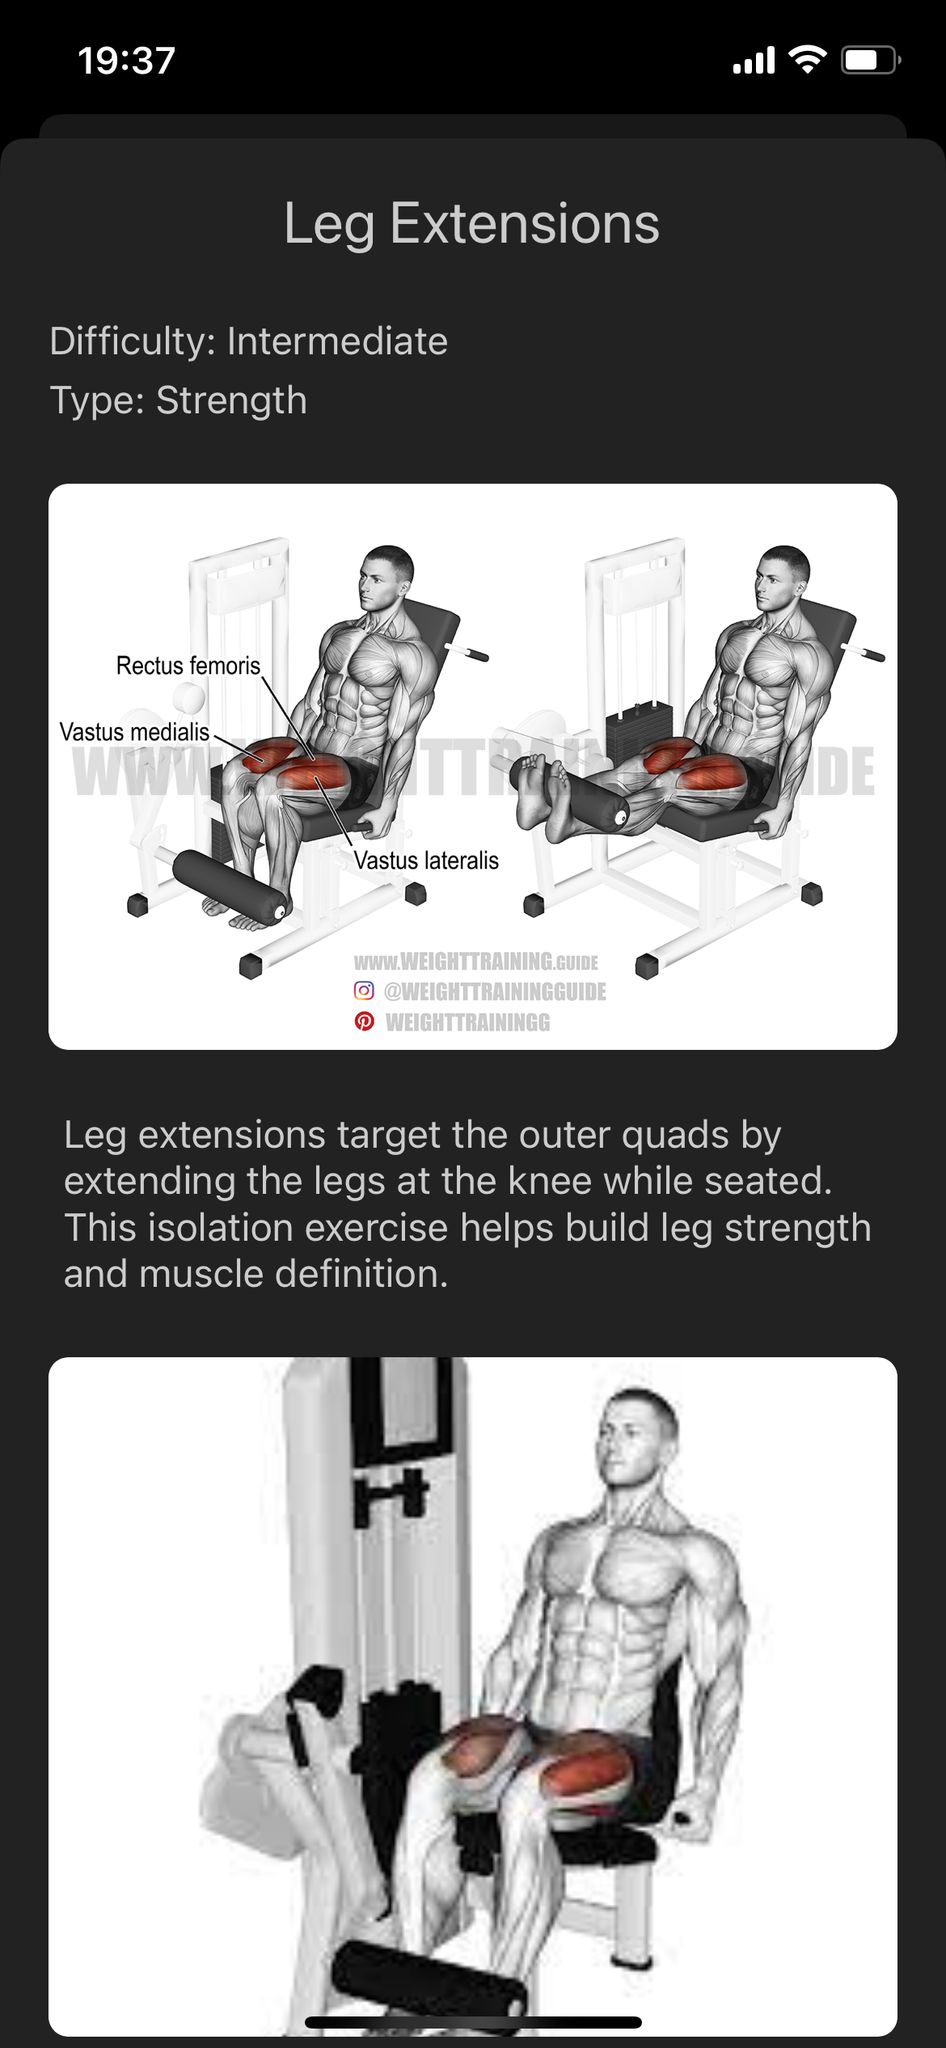 19:37
Leg Extensions
Difficulty: Intermediate
Type: Strength
Rectus femoris
Vastus medialis
Vastus lateralis
www.WEIGHTTRAINING.GUIDE
@WEIGHTTRAININGGUIDE
WEIGHTTRAININGG
Leg extensions target the outer quads by
extending the legs at the knee while seated.
This isolation exercise helps build leg strength
and muscle definition.